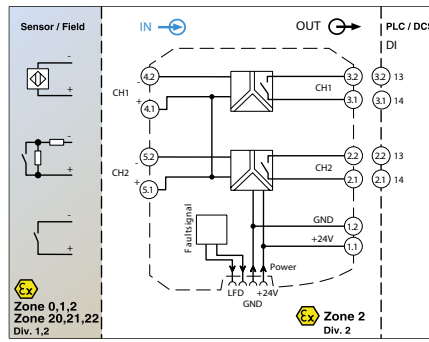 Sensor / Field
IN
OUT
PLC / DCS
DI
-
+
-
+
-
+
Ex
Zone 0,1,2
Zone 20,21,22
Div. 1,2
4.2
-
CH1
+
4.1
5.2
-
CH2
+
5.1
CH1
3.2
3.2
13
3.1
3.1
14
CH2
2.2
2.2
13
2.1
2.1
14
GND
1.2
+24V
1.1
Faultsignal
Power
LFD
+24V
GND
Ex
Zone 2
Div. 2